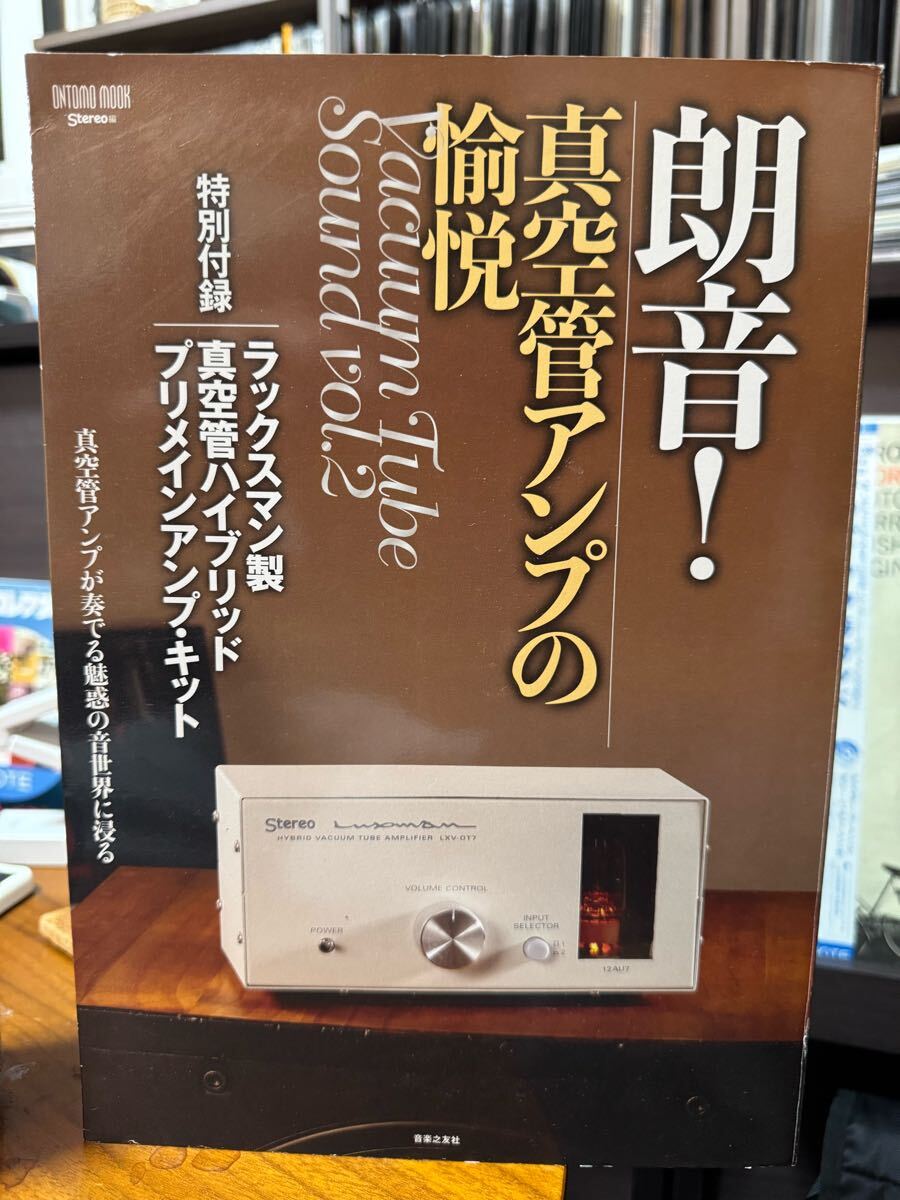 ONTOMO MOOK
Stereo編
朗音!
真空管アンプの
愉悦
Vacuum Tube
Sound vol.2
特別付録
ラックスマン製
真空管ハイブリッド
プリメインアンプ・キット
真空管アンプが奏でる魅惑の音世界に浸る
Stereo LUXMAN
HYBRID VACUUM TUBE AMPLIFIER LXV-OT7
VOLUME CONTROL
POWER
INPUT
SELECTOR
1
2
12AU7
音楽之友社